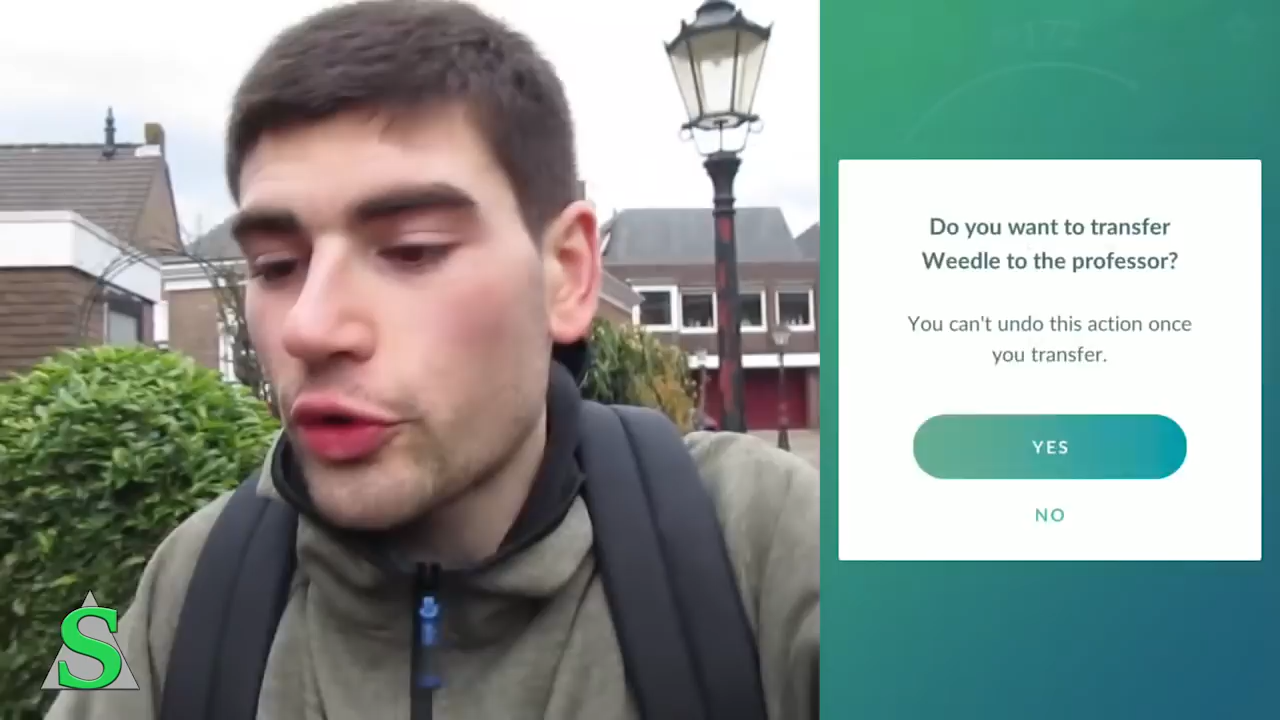 Do you want to transfer
Weedle to the professor?
You can't undo this action once
you transfer.
YES
NO
S